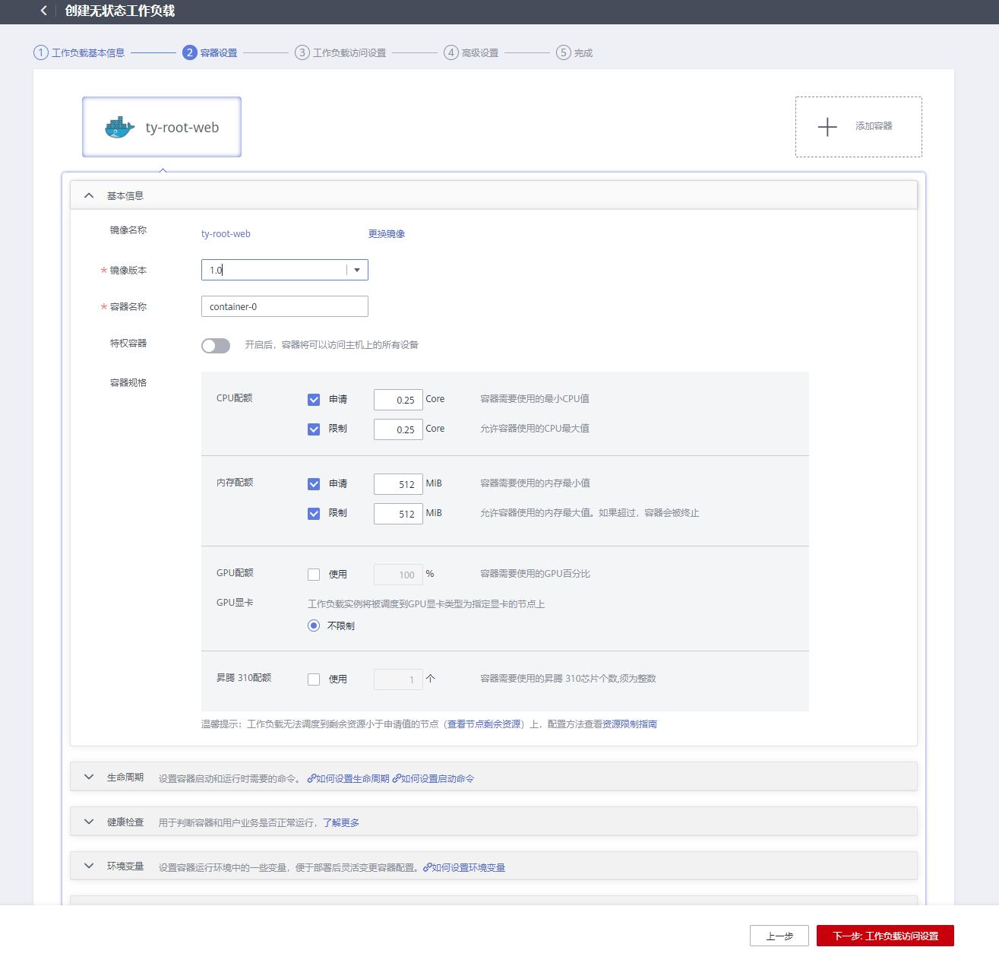 创建无状态工作负载
1 工作负载基本信息 2 容器设置 3 工作负载访问设置 4 高级设置 5 完成
ty-root-web
添加容器
基本信息
镜像名称 ty-root-web 更换镜像
* 镜像版本 1.0
* 容器名称 container-0
特权容器 开启后，容器将可以访问主机上的所有设备
容器规格
CPU配额 申请 0.25 Core 容器需要使用的最小CPU值
限制 0.25 Core 允许容器使用的CPU最大值
内存配额 申请 512 MiB 容器需要使用的内存最小值
限制 512 MiB 允许容器使用的内存最大值。如果超过，容器会被终止
GPU配额 使用 100 % 容器需要使用的GPU百分比
GPU显卡 工作负载实例将被调度到GPU显卡类型为指定显卡的节点上
不限制
昇腾 310配额 使用 1 个 容器需要使用的昇腾 310芯片个数,须为整数
温馨提示：工作负载无法调度到剩余资源小于申请值的节点（查看节点剩余资源）上，配置方法查看资源限制指南
生命周期 设置容器启动和运行时需要的命令。 如何设置生命周期 如何设置启动命令
健康检查 用于判断容器和用户业务是否正常运行，了解更多
环境变量 设置容器运行环境中的一些变量，便于部署后灵活变更容器配置。 如何设置环境变量
上一步 下一步: 工作负载访问设置